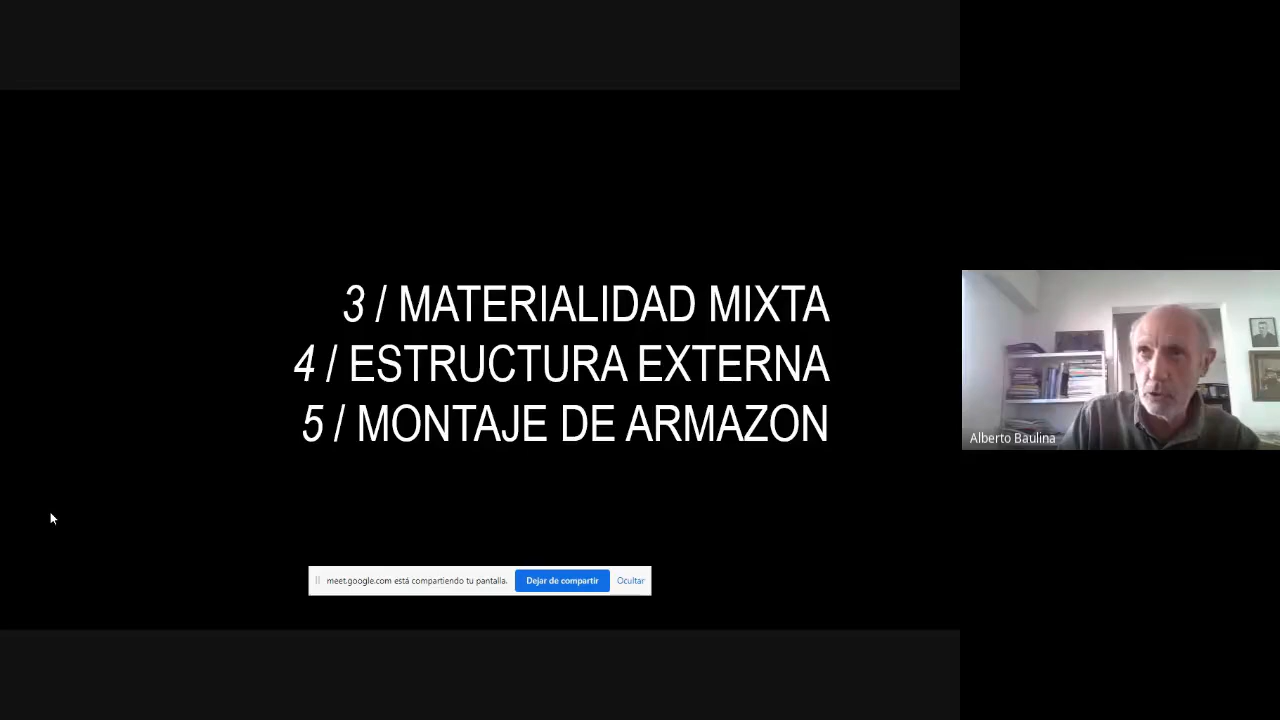 3 / MATERIALIDAD MIXTA
4 / ESTRUCTURA EXTERNA
5 / MONTAJE DE ARMAZON
Alberto Baulina
meet.google.com está compartiendo tu pantalla. Dejar de compartir Ocultar